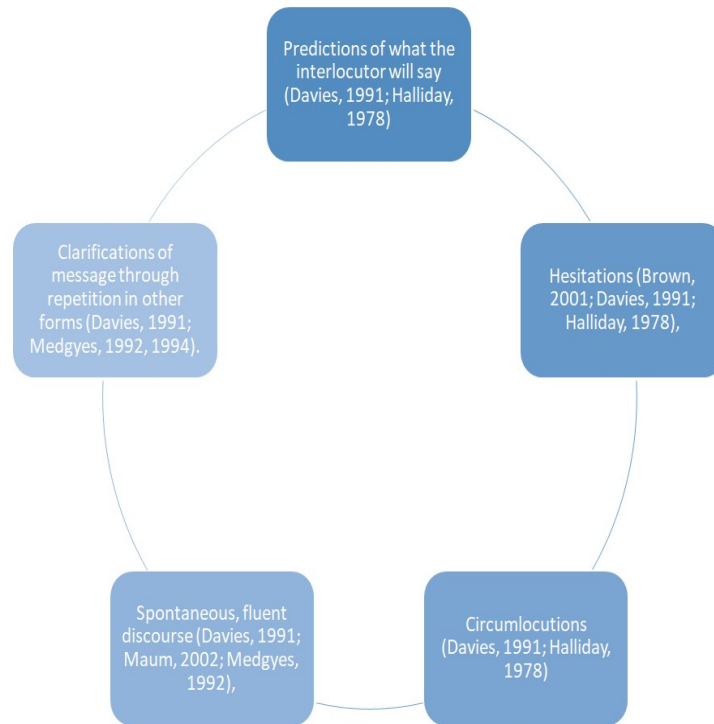 Predictions of what the
interlocutor will say
(Davies, 1991; Halliday,
1978)
Hesitations (Brown,
2001; Davies, 1991;
Halliday, 1978),
Circumlocutions
(Davies, 1991; Halliday,
1978)
Spontaneous, fluent
discourse (Davies, 1991;
Maum, 2002; Medgyes,
1992),
Clarifications of
message through
repetition in other
forms (Davies, 1991;
Medgyes, 1992, 1994).